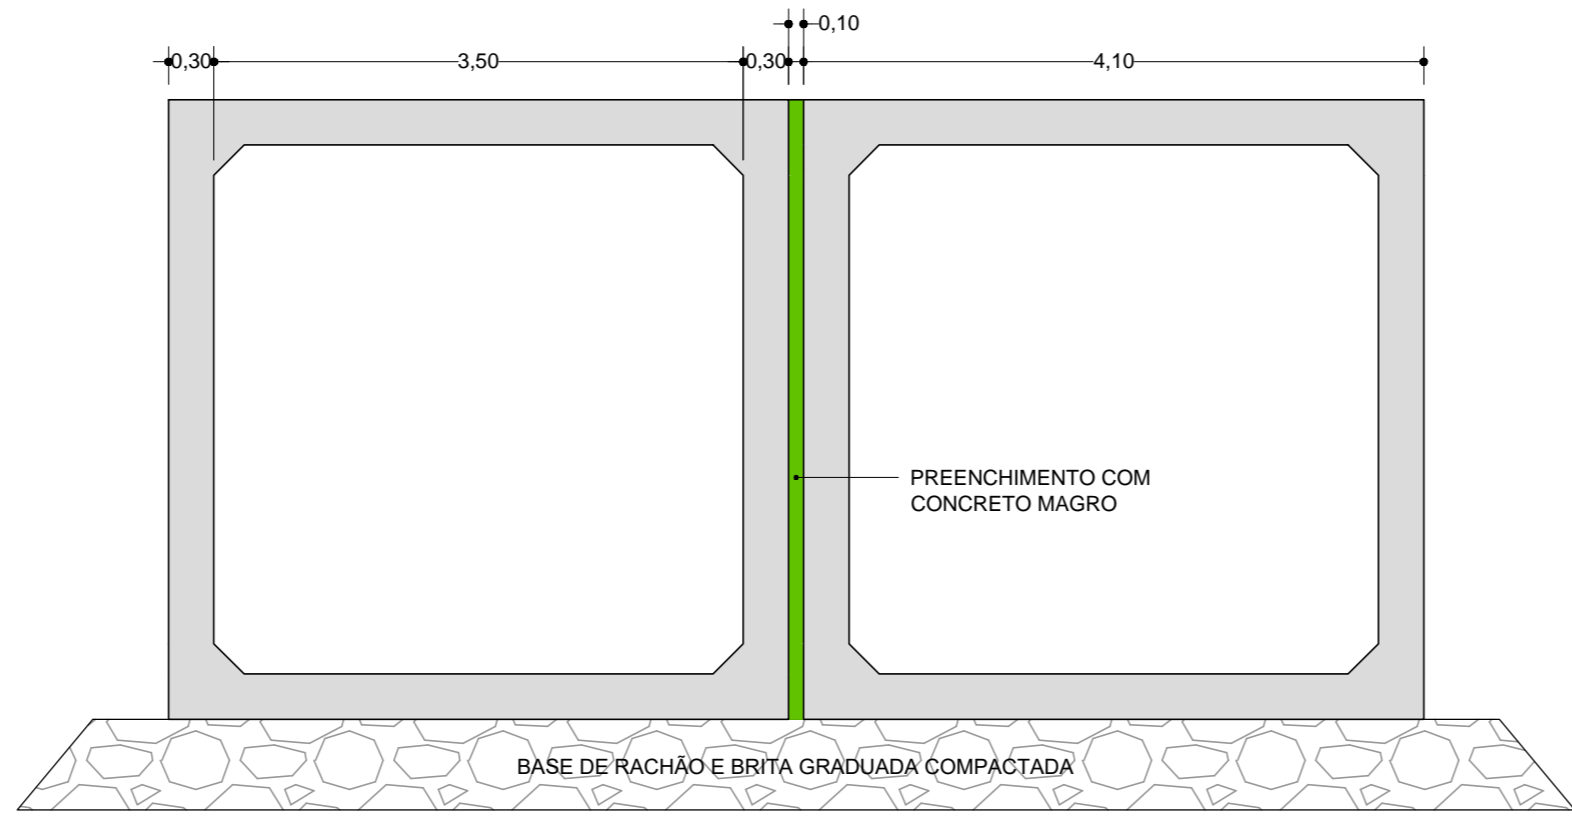 0,10
0,30 3,50 0,30 4,10
PREENCHIMENTO COM
CONCRETO MAGRO
BASE DE RACHÃO E BRITA GRADUADA COMPACTADA